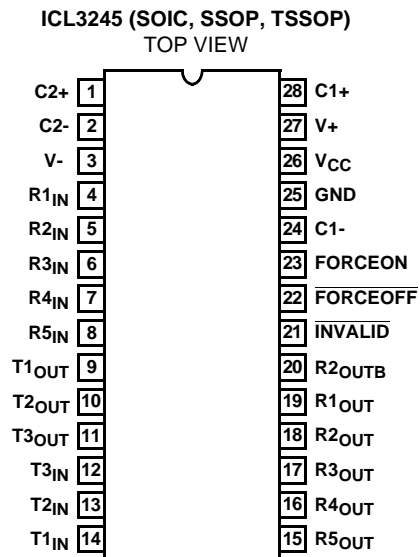 ICL3245 (SOIC, SSOP, TSSOP)
TOP VIEW
C2+ 1 28 C1+
C2- 2 27 V+
V- 3 26 VCC
R1IN 4 25 GND
R2IN 5 24 C1-
R3IN 6 23 FORCEON
R4IN 7 22 FORCEOFF
R5IN 8 21 INVALID
T1OUT 9 20 R2OUTB
T2OUT 10 19 R1OUT
T3OUT 11 18 R2OUT
T3IN 12 17 R3OUT
T2IN 13 16 R4OUT
T1IN 14 15 R5OUT